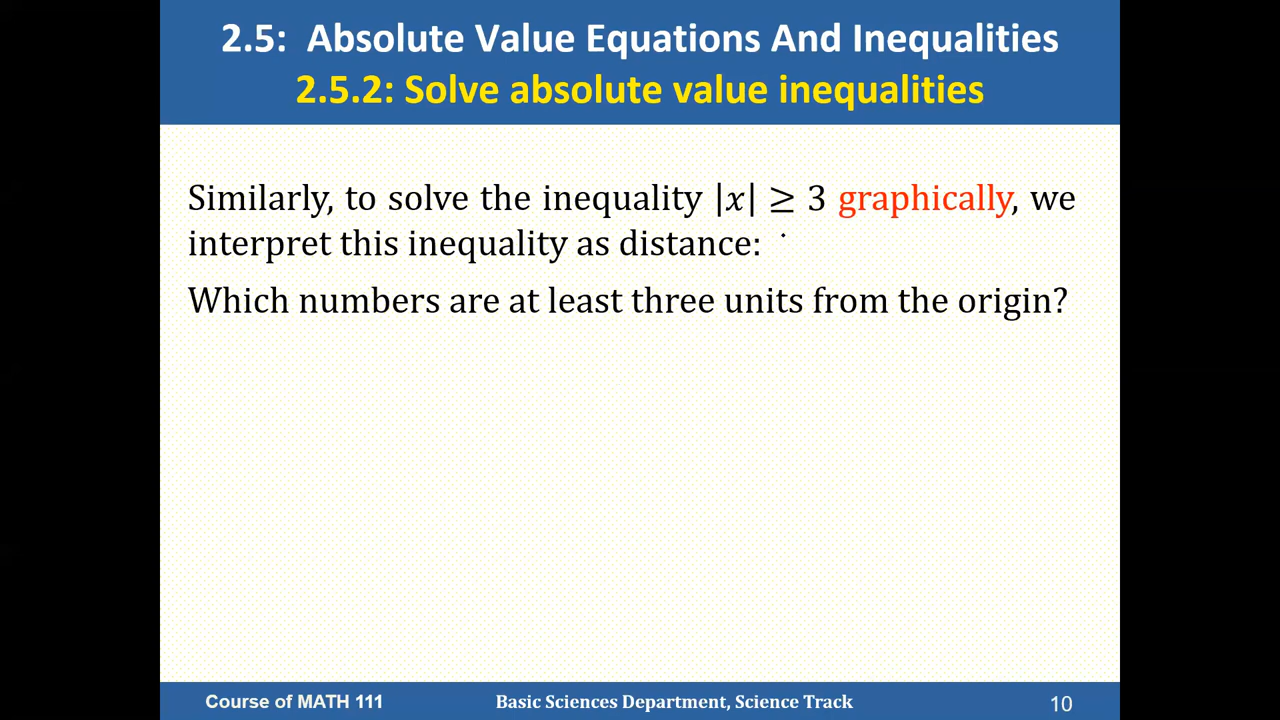 2.5: Absolute Value Equations And Inequalities
2.5.2: Solve absolute value inequalities
Similarly, to solve the inequality |x| ≥ 3 graphically, we
interpret this inequality as distance:
Which numbers are at least three units from the origin?
Course of MATH 111 Basic Sciences Department, Science Track 10